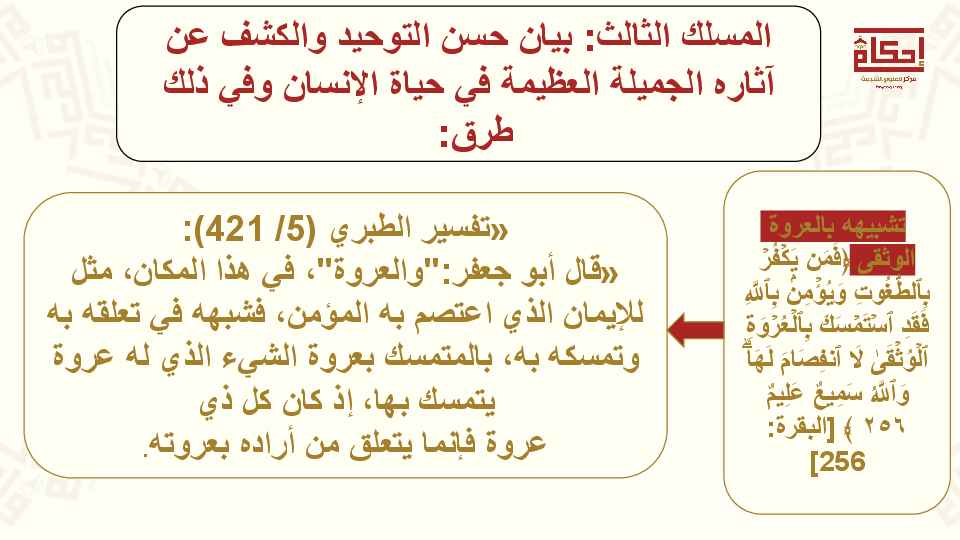 المسلك الثالث: بيان حسن التوحيد والكشف عن
آثاره الجميلة العظيمة في حياة الإنسان وفي ذلك
طرق:
إحكام
مركز للعلوم الشرعية
تشبيهه بالعروة
الوثقى ﴿فَمَن يَكۡفُرۡ
بِٱلطَّٰغُوتِ وَيُؤۡمِنۢ بِٱللَّهِ
فَقَدِ ٱسۡتَمۡسَكَ بِٱلۡعُرۡوَةِ
ٱلۡوُثۡقَىٰ لَا ٱنفِصَامَ لَهَاۗ
وَٱللَّهُ سَمِيعٌ عَلِيمٌ
٢٥٦ ﴾ [البقرة:
256]
«تفسير الطبري (5/ 421):
«قال أبو جعفر:"والعروة"، في هذا المكان، مثل
للإيمان الذي اعتصم به المؤمن، فشبهه في تعلقه به
وتمسكه به، بالمتمسك بعروة الشيء الذي له عروة
يتمسك بها، إذ كان كل ذي
عروة فإنما يتعلق من أراده بعروته.